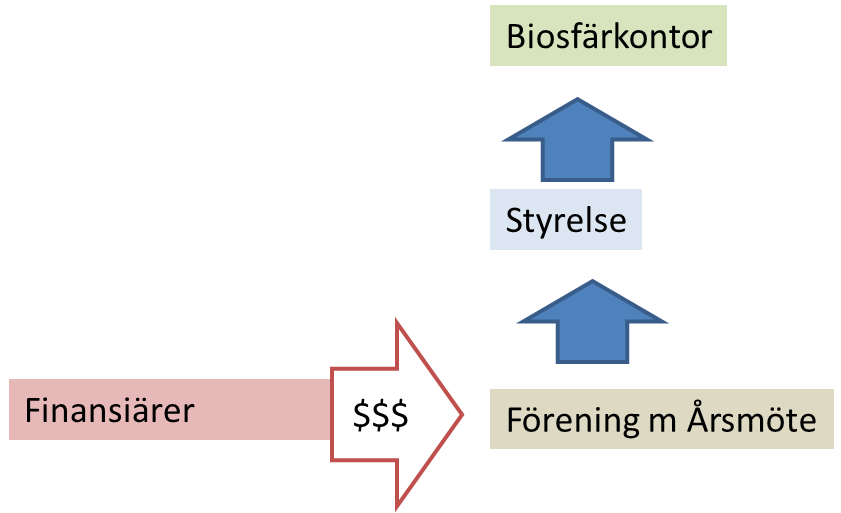 Biosfärkontor
Styrelse
Finansiärer
$$$
Förening m Årsmöte